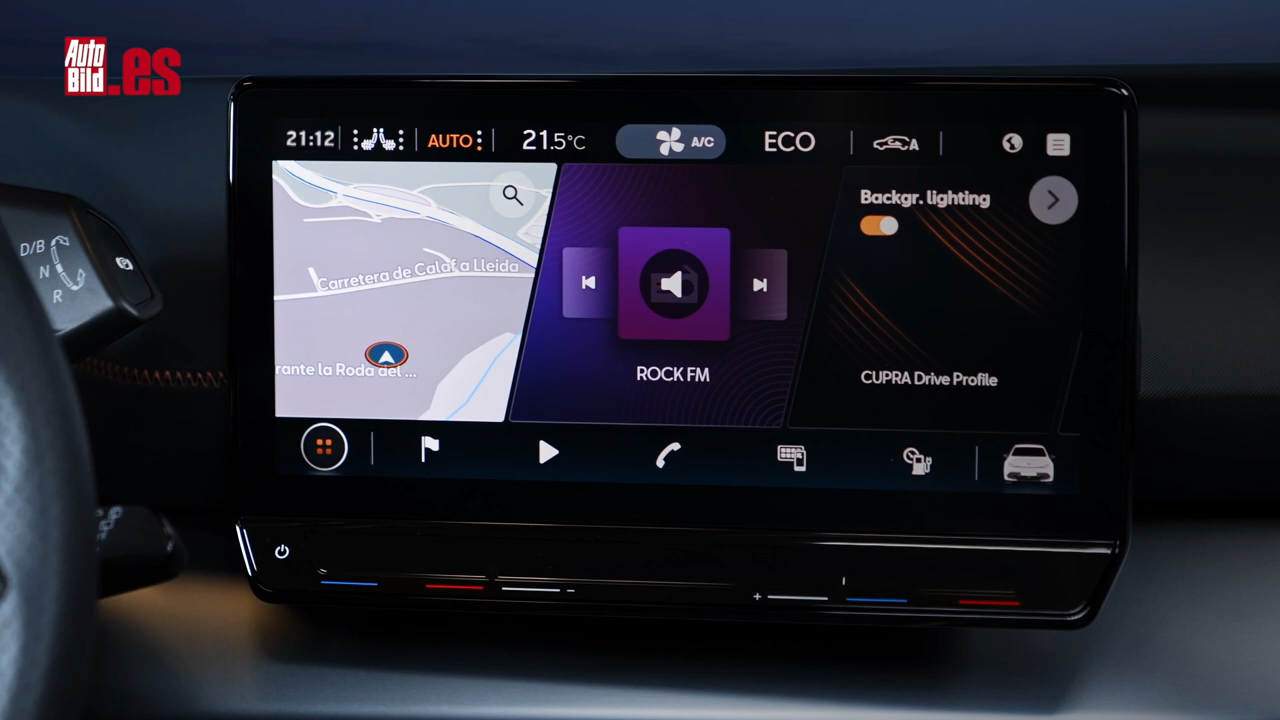 Auto
Bild
.es
21:12
AUTO
21.5°C
A/C
ECO
A
Backgr. lighting
Carretera de Calaf a Lleida
rante la Roda del ...
ROCK FM
CUPRA Drive Profile
D/B
N
R
- +